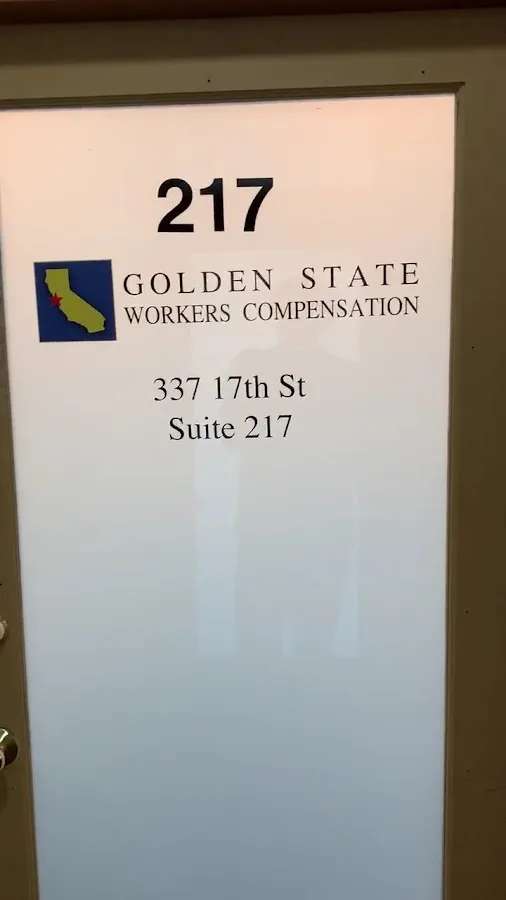 217
GOLDEN STATE
WORKERS COMPENSATION
337 17th St
Suite 217